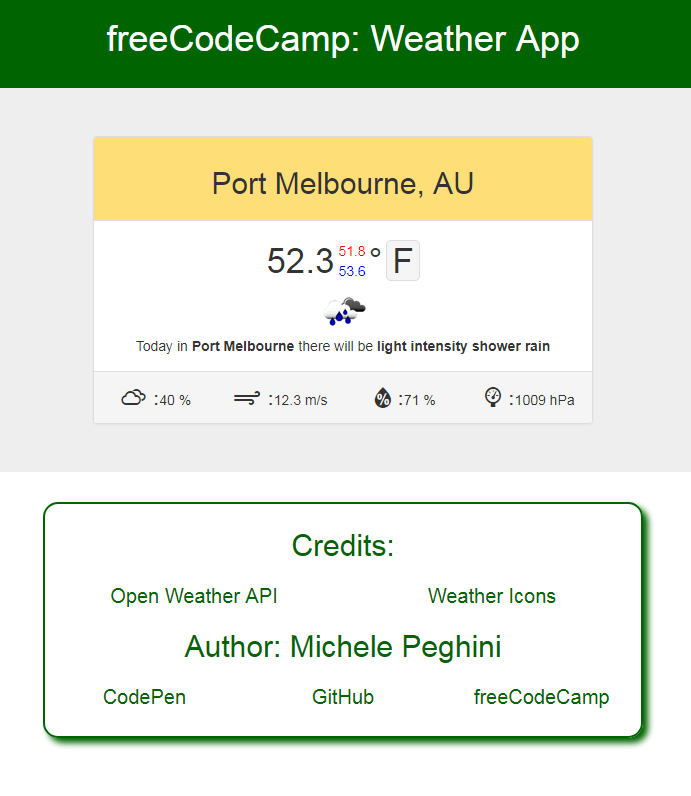 freeCodeCamp: Weather App
Port Melbourne, AU
52.3 51.8 ° F
53.6
Today in Port Melbourne there will be light intensity shower rain
:40 % :12.3 m/s % :71 % :1009 hPa
Credits:
Open Weather API Weather Icons
Author: Michele Peghini
CodePen GitHub freeCodeCamp